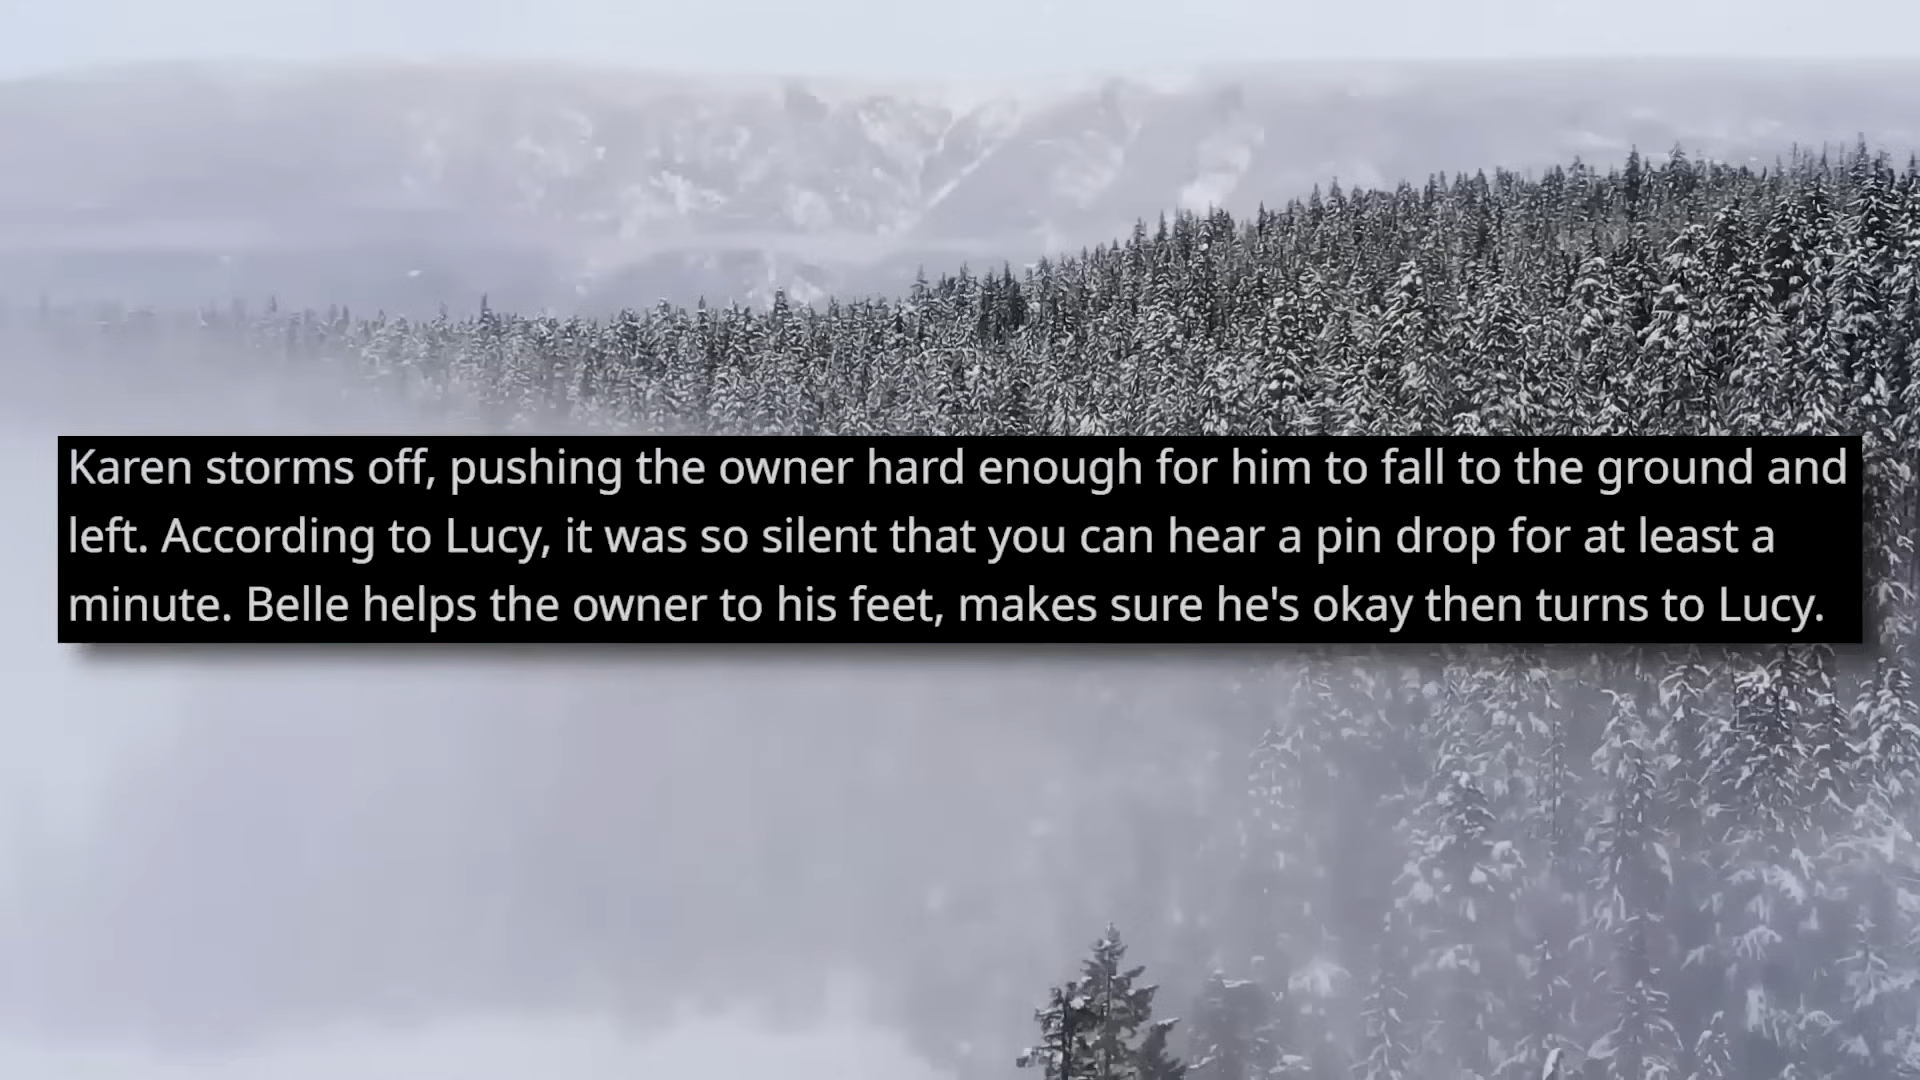 Karen storms off, pushing the owner hard enough for him to fall to the ground and
left. According to Lucy, it was so silent that you can hear a pin drop for at least a
minute. Belle helps the owner to his feet, makes sure he's okay then turns to Lucy.